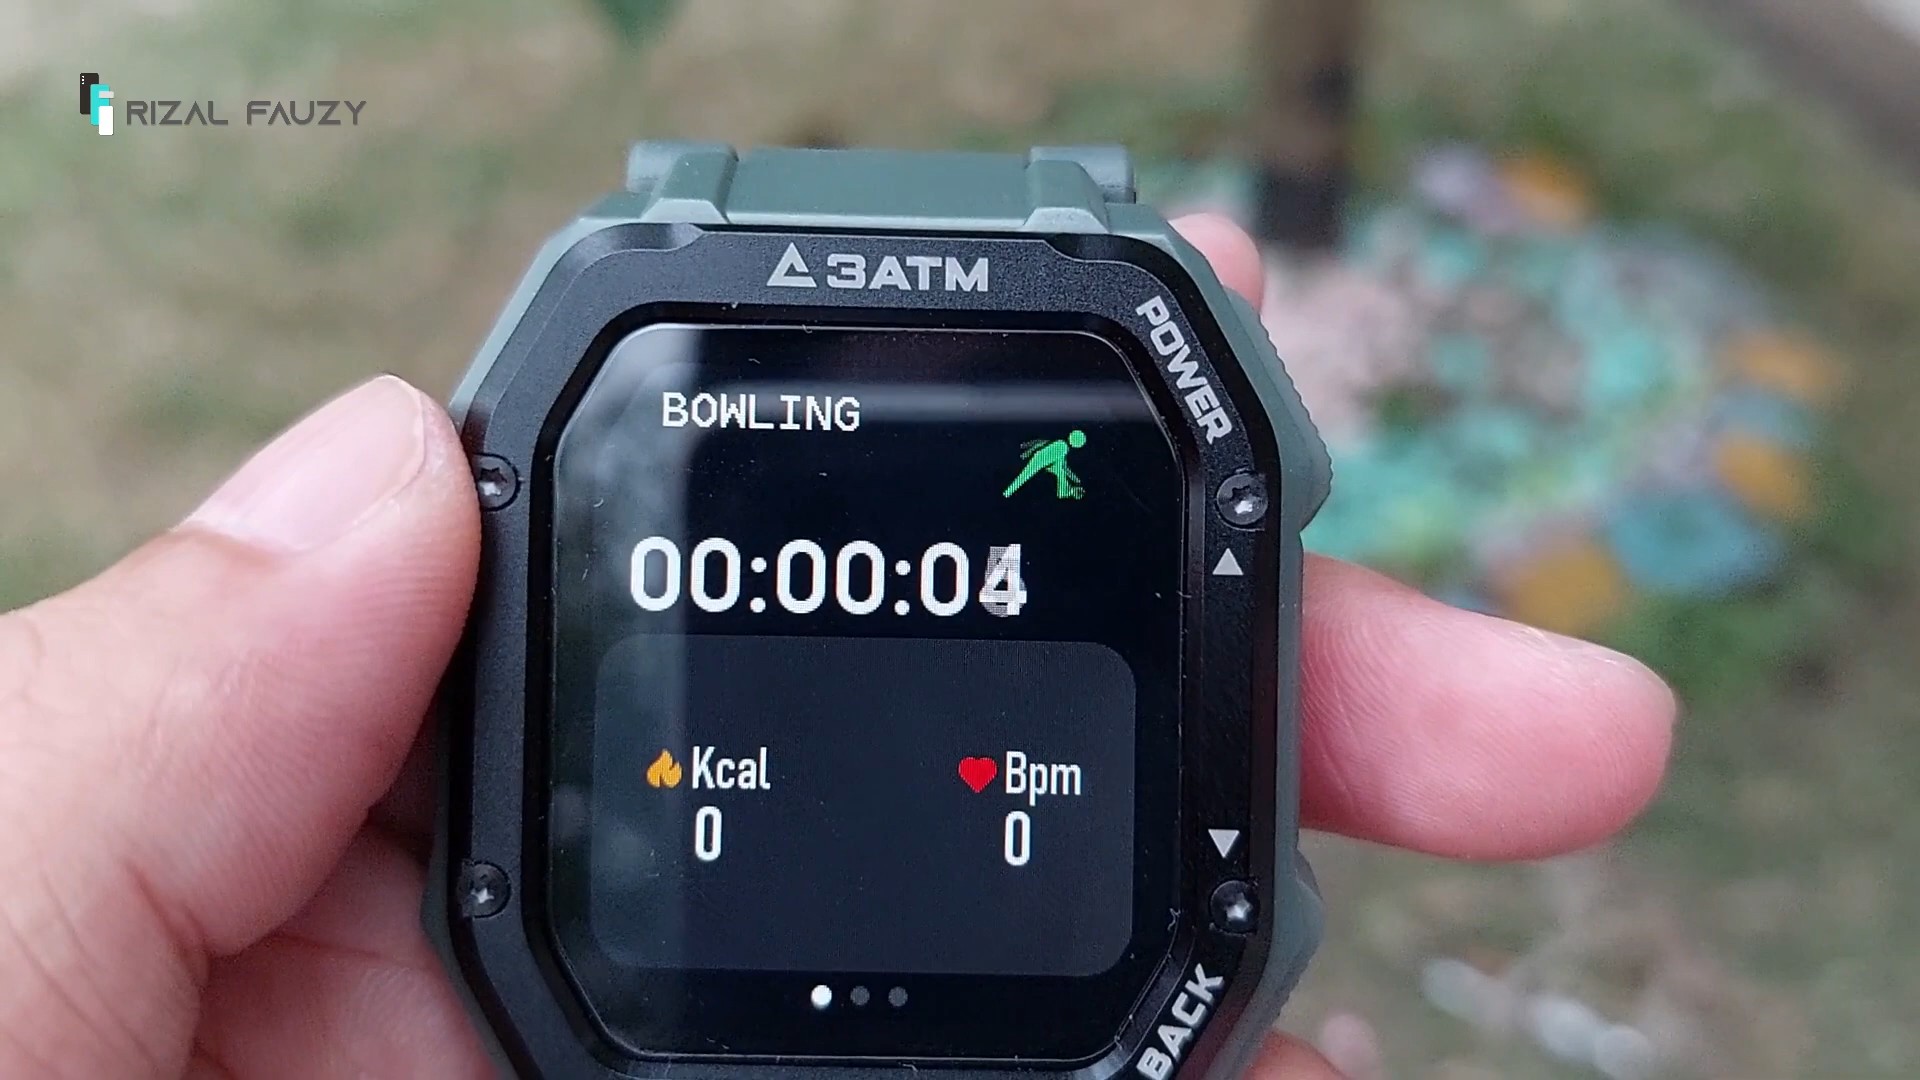 RIZAL FAUZY
3ATM
POWER
BOWLING
00:00:04
Kcal
Bpm
0
0
BACK